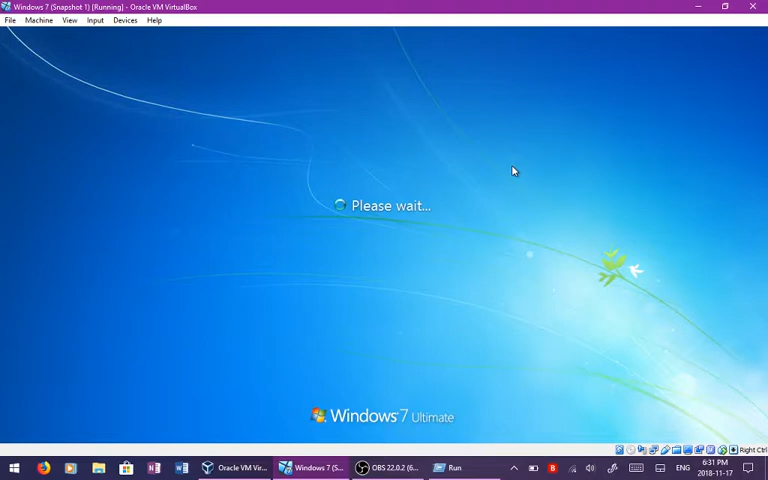 Windows 7 (Snapshot 1) [Running] - Oracle VM VirtualBox
File Machine View Input Devices Help
Please wait...
Windows 7 Ultimate
Right Ctrl
Oracle VM Vir... Windows 7 (S... OBS 22.0.2 (6... Run ENG 6:31 PM
2018-11-17